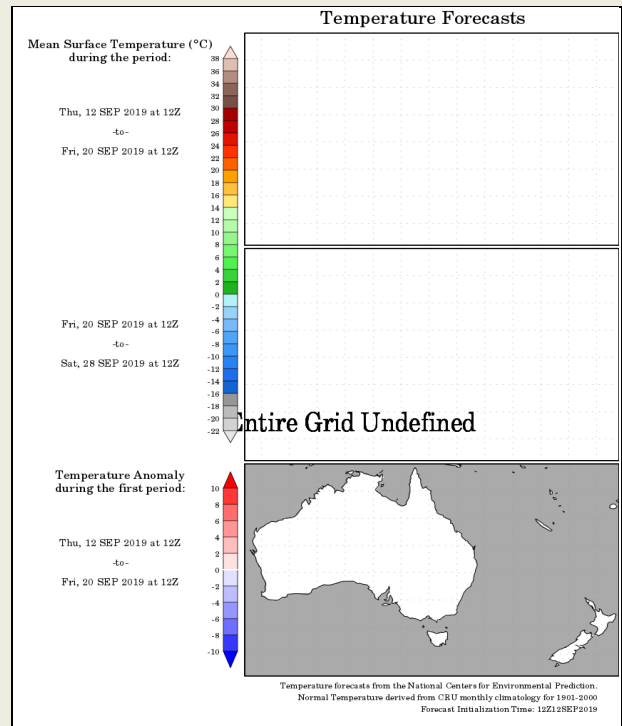 Temperature Forecasts
Mean Surface Temperature (°C)
during the period:
Thu, 12 SEP 2019 at 12Z
-to-
Fri, 20 SEP 2019 at 12Z
38
36
34
32
30
28
26
24
22
20
18
16
14
12
10
8
6
4
2
0
-2
-4
-6
-8
-10
-12
-14
-16
-18
-20
-22
Fri, 20 SEP 2019 at 12Z
-to-
Sat, 28 SEP 2019 at 12Z
Entire Grid Undefined
Temperature Anomaly
during the first period:
Thu, 12 SEP 2019 at 12Z
-to-
Fri, 20 SEP 2019 at 12Z
10
8
6
4
2
0
-2
-4
-6
-8
-10
Temperature forecasts from the National Centers for Environmental Prediction.
Normal Temperature derived from CRU monthly climatology for 1901-2000
Forecast Initialization Time: 12Z12SEP2019